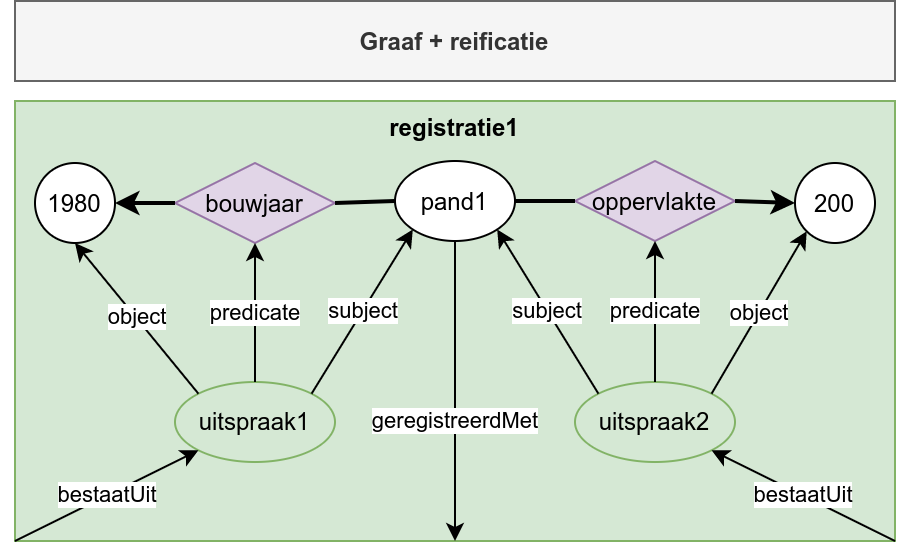 Graaf + reificatie
registratie1
1980
bouwjaar
pand1
oppervlakte
200
object
predicate
subject
subject
predicate
object
uitspraak1
geregistreerdMet
uitspraak2
bestaatUit
bestaatUit